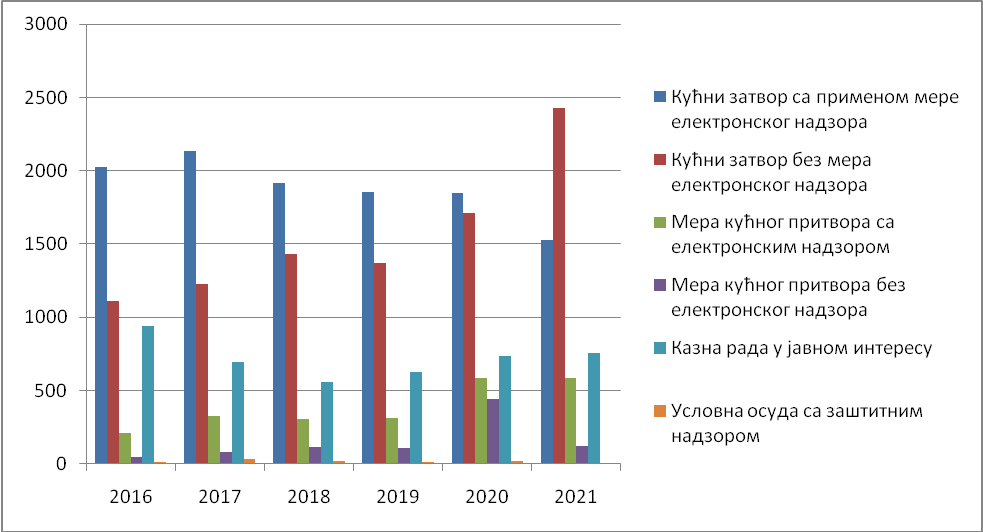 3000
2500
2000
1500
1000
500
0
2016
2017
2018
2019
2020
2021
Кућни затвор са применом мере
електронског надзора
Кућни затвор без мера
електронског надзора
Мера кућног притвора са
електронским надзором
Мера кућног притвора без
електронског надзора
Казна рада у јавном интересу
Условна осуда са заштитним
надзором